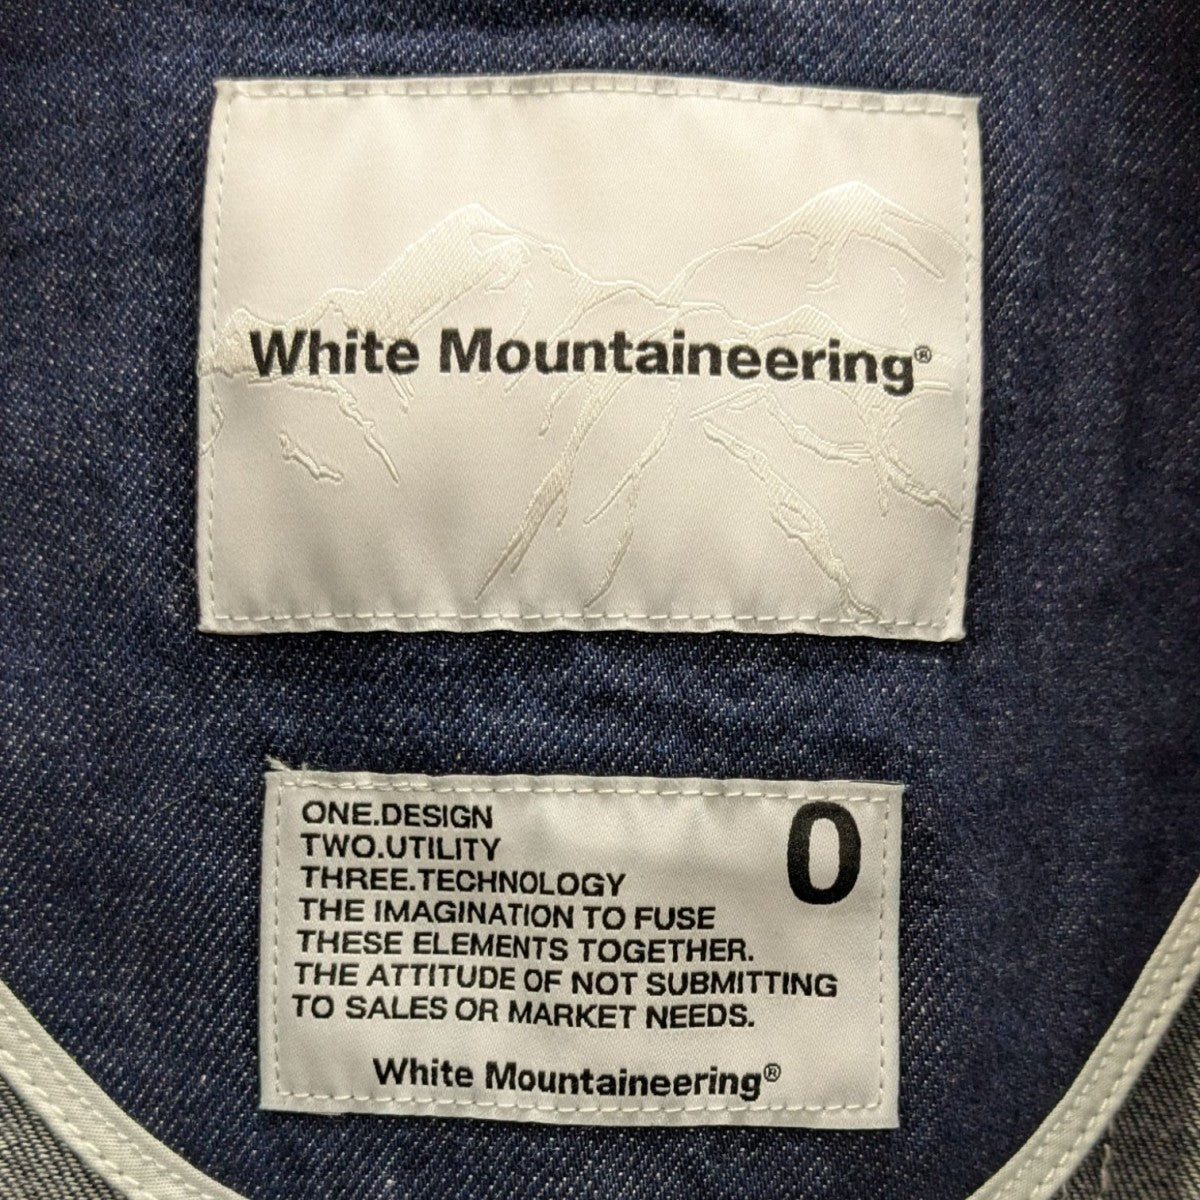 White Mountaineering®
ONE.DESIGN
0
TWO.UTILITY
THREE.TECHNOLOGY
THE IMAGINATION TO FUSE
THESE ELEMENTS TOGETHER.
THE ATTITUDE OF NOT SUBMITTING
TO SALES OR MARKET NEEDS.
White Mountaineering®